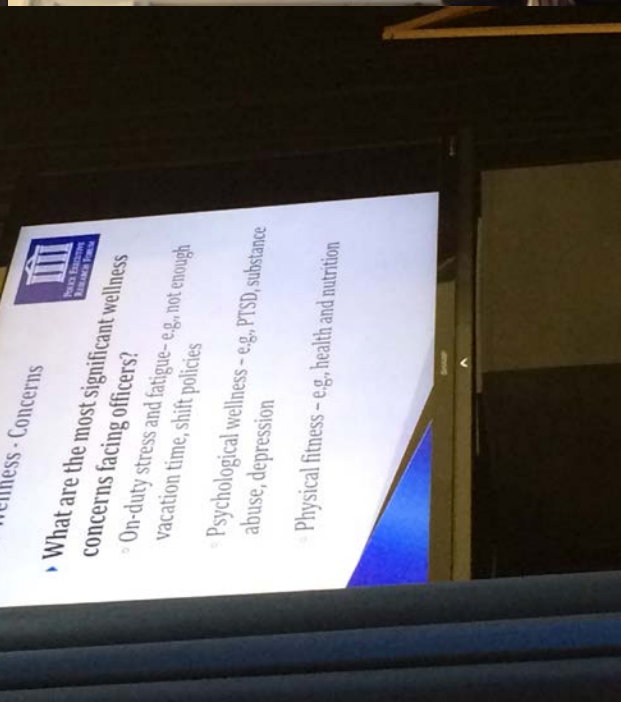 Wellness - Concerns
POLICE EXECUTIVE
RESEARCH FORUM
What are the most significant wellness
concerns facing officers?
On-duty stress and fatigue– e.g., not enough
vacation time, shift policies
Psychological wellness – e.g., PTSD, substance
abuse, depression
Physical fitness – e.g., health and nutrition
SHARP